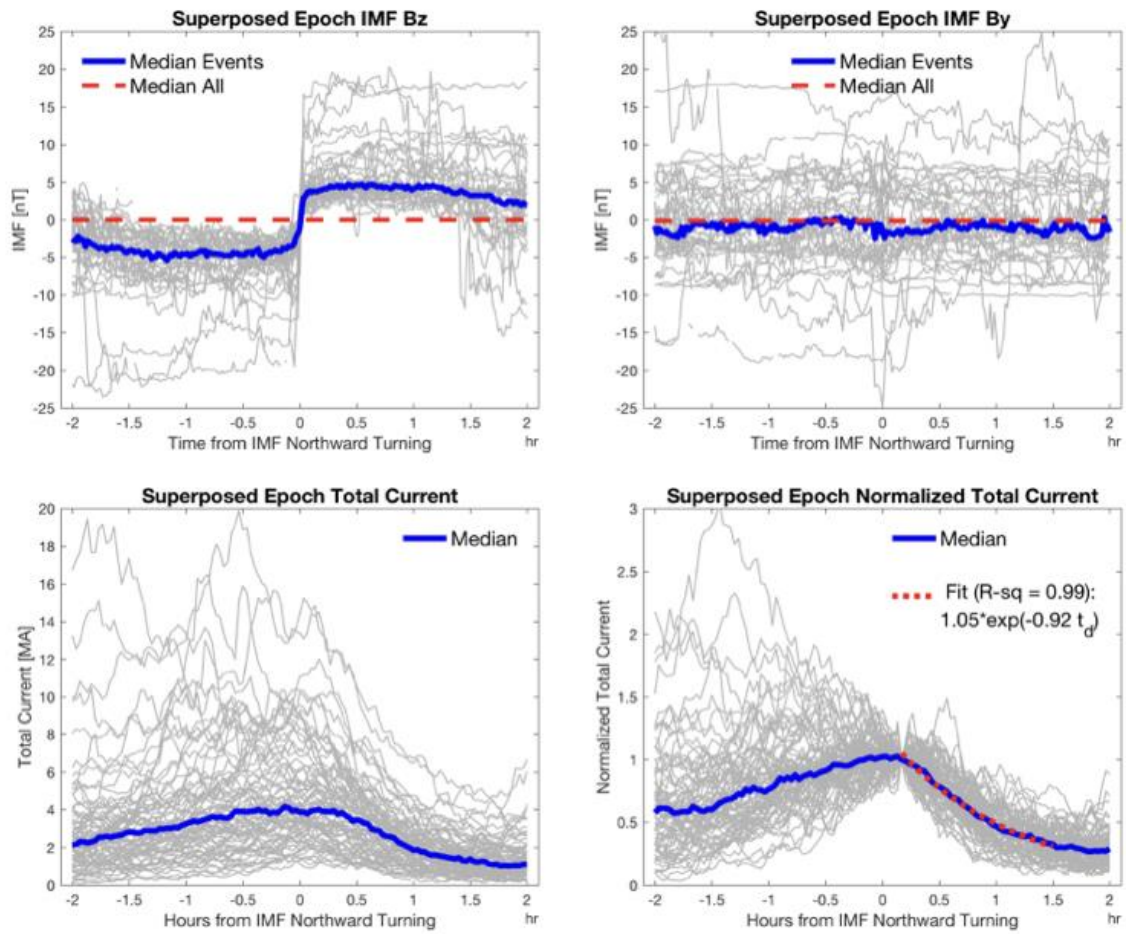 Superposed Epoch IMF Bz
Median Events
Median All
25
20
15
10
5
0
-5
-10
-15
-20
-25
IMF [nT]
-2 -1.5 -1 -0.5 0 0.5 1 1.5 2
hr
Time from IMF Northward Turning
Superposed Epoch IMF By
Median Events
Median All
25
20
15
10
5
0
-5
-10
-15
-20
-25
IMF [nT]
-2 -1.5 -1 -0.5 0 0.5 1 1.5 2
hr
Time from IMF Northward Turning
Superposed Epoch Total Current
Median
20
18
16
14
12
10
8
6
4
2
0
Total Current [MA]
-2 -1.5 -1 -0.5 0 0.5 1 1.5 2
hr
Hours from IMF Northward Turning
Superposed Epoch Normalized Total Current
Median
Fit (R-sq = 0.99):
1.05*exp(-0.92 t_d)
3
2.5
2
1.5
1
0.5
0
Normalized Total Current
-2 -1.5 -1 -0.5 0 0.5 1 1.5 2
hr
Hours from IMF Northward Turning